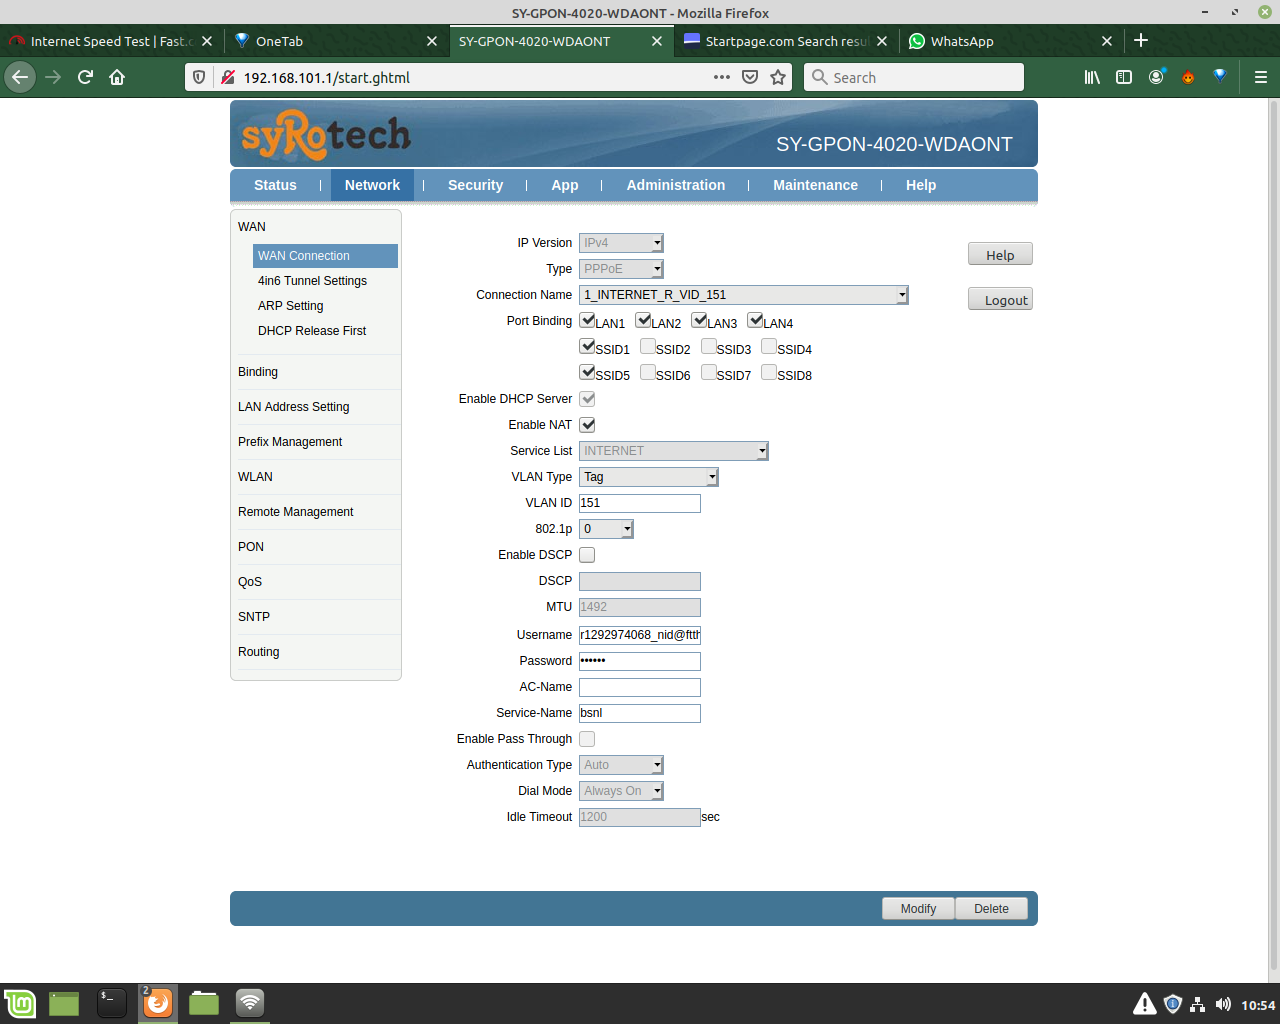 SY-GPON-4020-WDAONT - Mozilla Firefox
Internet Speed Test | Fast.c
OneTab
SY-GPON-4020-WDAONT
Startpage.com Search resu
WhatsApp
192.168.101.1/start.ghtml
Search
syRotech
SY-GPON-4020-WDAONT
Status | Network | Security | App | Administration | Maintenance | Help
WAN
WAN Connection
4in6 Tunnel Settings
ARP Setting
DHCP Release First
Binding
LAN Address Setting
Prefix Management
WLAN
Remote Management
PON
QoS
SNTP
Routing
IP Version IPv4
Type PPPoE
Connection Name 1_INTERNET_R_VID_151
Port Binding LAN1 LAN2 LAN3 LAN4
SSID1 SSID2 SSID3 SSID4
SSID5 SSID6 SSID7 SSID8
Enable DHCP Server
Enable NAT
Service List INTERNET
VLAN Type Tag
VLAN ID 151
802.1p 0
Enable DSCP
DSCP
MTU 1492
Username r1292974068_nid@ftth
Password ••••••
AC-Name
Service-Name bsnl
Enable Pass Through
Authentication Type Auto
Dial Mode Always On
Idle Timeout 1200 sec
Help
Logout
Modify Delete
$_
2
10:54